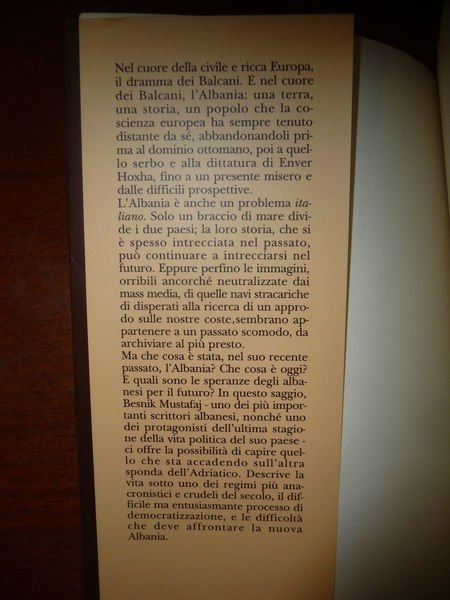 Nel cuore della civile e ricca Europa,
il dramma dei Balcani. E nel cuore
dei Balcani, l'Albania: una terra,
una storia, un popolo che la co-
scienza europea ha sempre tenuto
distante da sé, abbandonandoli prima
al dominio ottomano, poi a quel-
lo serbo e alla dittatura di Enver
Hoxha, fino a un presente misero e
dalle difficili prospettive.
L'Albania è anche un problema ita-
liano. Solo un braccio di mare divi-
de i due paesi; la loro storia, che si
è spesso intrecciata nel passato,
può continuare a intrecciarsi nel
futuro. Eppure perfino le immagini,
orribili ancorché neutralizzate dai
mass media, di quelle navi stracariche
di disperati alla ricerca di un appro-
do sulle nostre coste,sembrano ap-
partenere a un passato scomodo, da
archiviare al più presto.
Ma che cosa è stata, nel suo recente
passato, l'Albania? Che cosa è oggi?
E quali sono le speranze degli alba-
nesi per il futuro? In questo saggio,
Besnik Mustafaj - uno dei più impor-
tanti scrittori albanesi, nonché uno
dei protagonisti dell'ultima stagio-
ne della vita politica del suo paese -
ci offre la possibilità di capire quel-
lo che sta accadendo sull'altra
sponda dell'Adriatico. Descrive la
vita sotto uno dei regimi più ana-
cronistici e crudeli del secolo, il dif-
ficile ma entusiasmante processo di
democratizzazione, e le difficoltà
che deve affrontare la nuova
Albania.